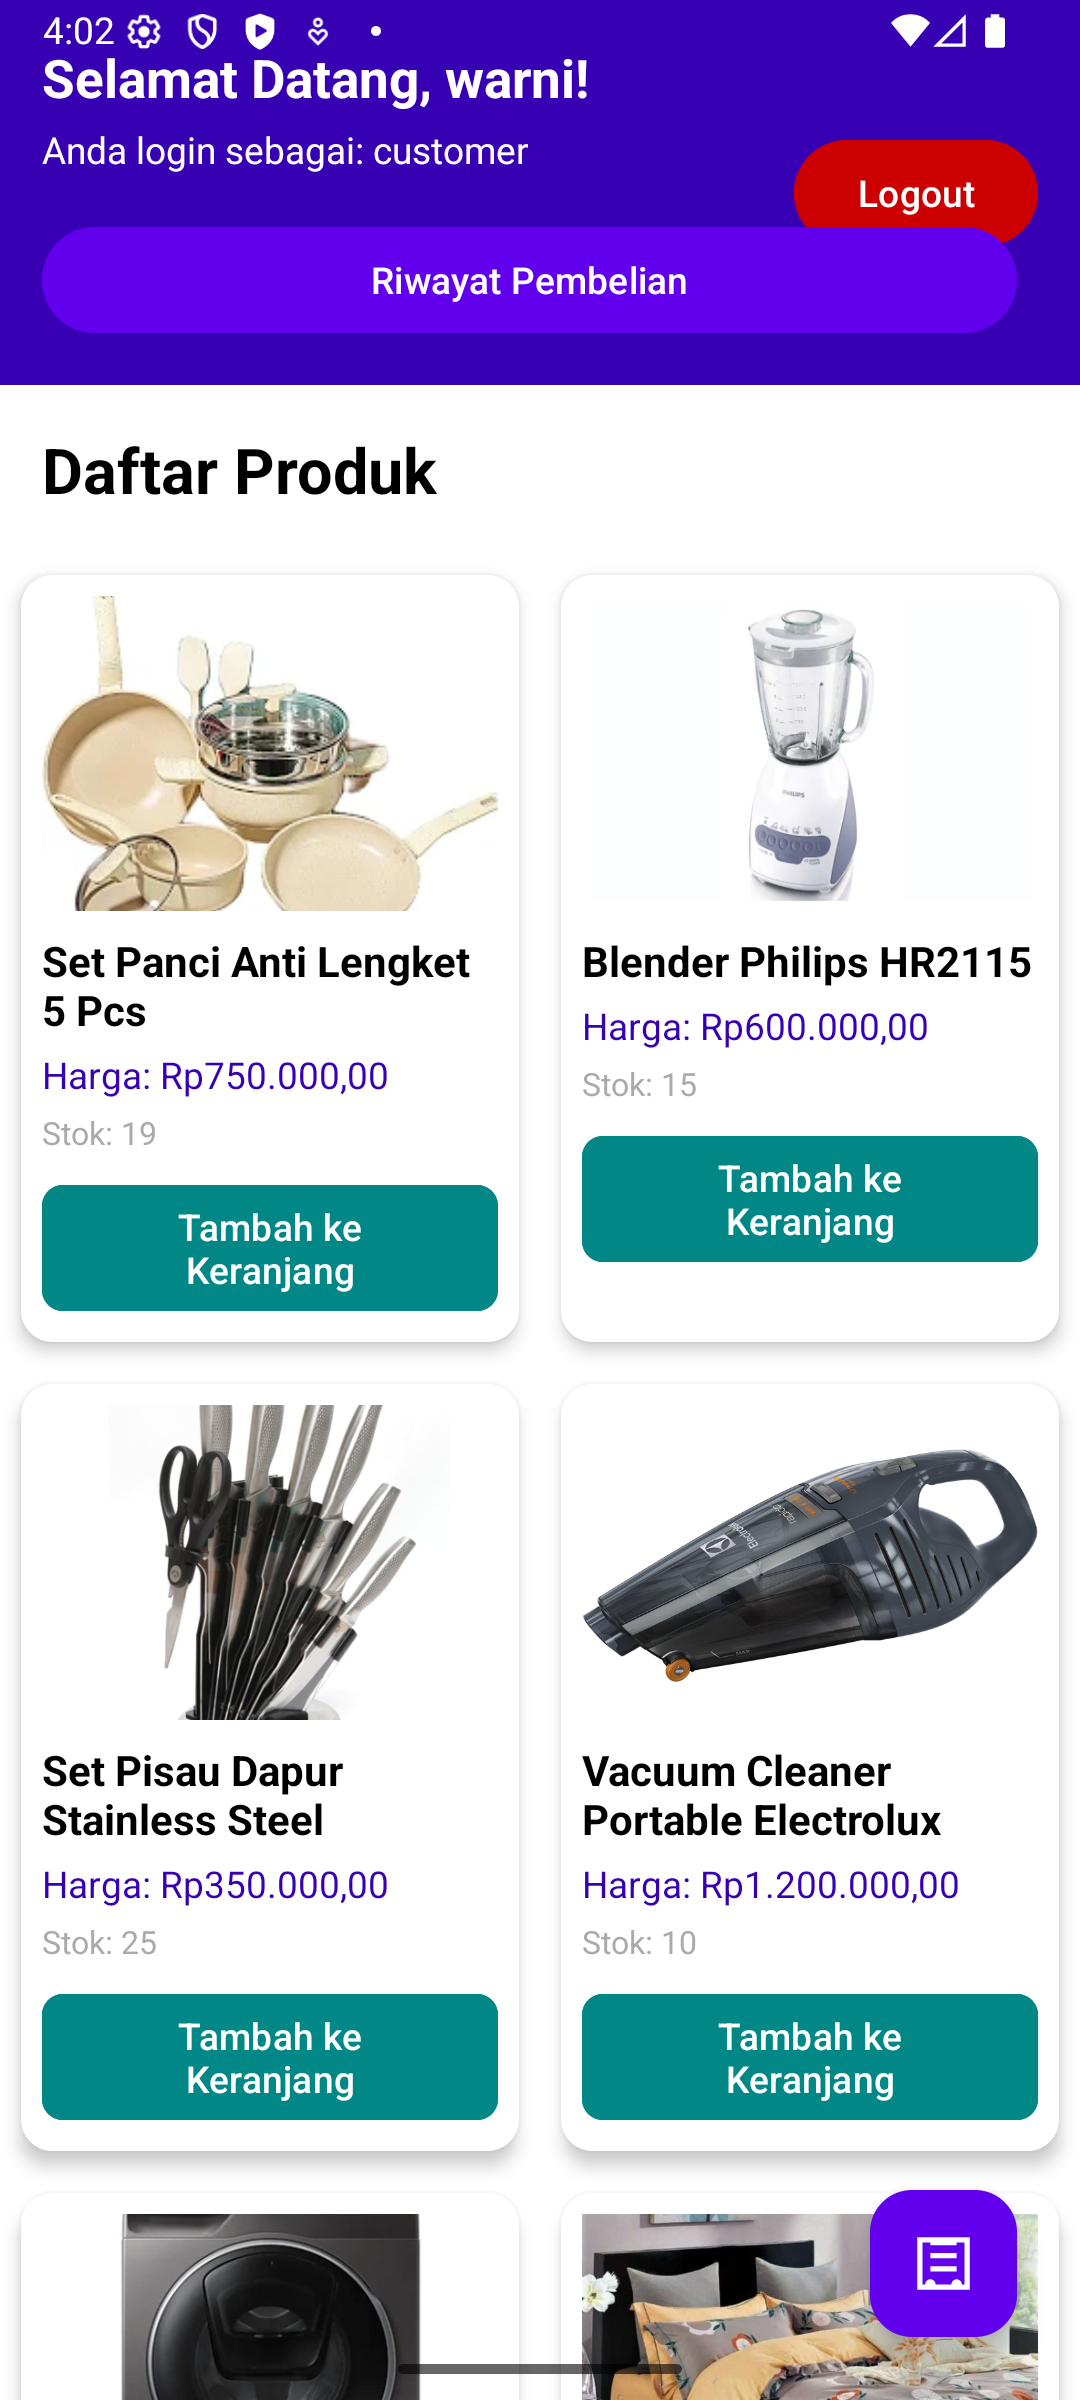 4:02
Selamat Datang, warni!
Anda login sebagai: customer
Logout
Riwayat Pembelian
Daftar Produk
Set Panci Anti Lengket
5 Pcs
Harga: Rp750.000,00
Stok: 19
Tambah ke
Keranjang
PHILIPS
Blender Philips HR2115
Harga: Rp600.000,00
Stok: 15
Tambah ke
Keranjang
Set Pisau Dapur
Stainless Steel
Harga: Rp350.000,00
Stok: 25
Tambah ke
Keranjang
Electrolux
rapido
Vacuum Cleaner
Portable Electrolux
Harga: Rp1.200.000,00
Stok: 10
Tambah ke
Keranjang